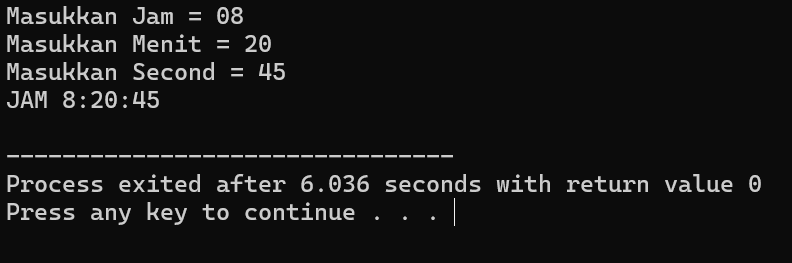 Masukkan Jam = 08
Masukkan Menit = 20
Masukkan Second = 45
JAM 8:20:45
--------------------------------
Process exited after 6.036 seconds with return value 0
Press any key to continue . . .